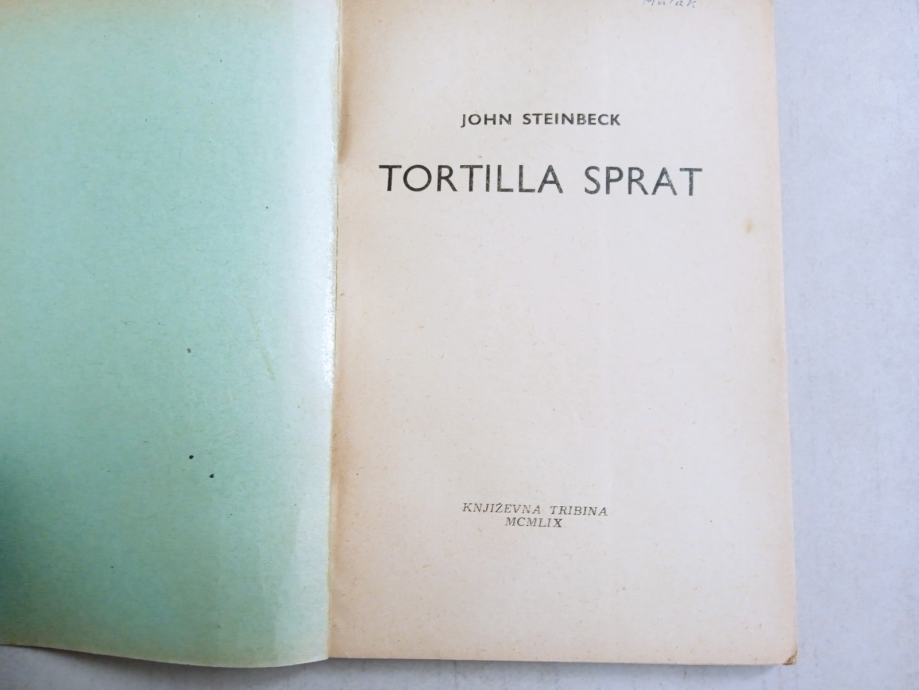 JOHN STEINBECK
TORTILLA SPRAT
KNJIŽEVNA TRIBINA
MCMLIX